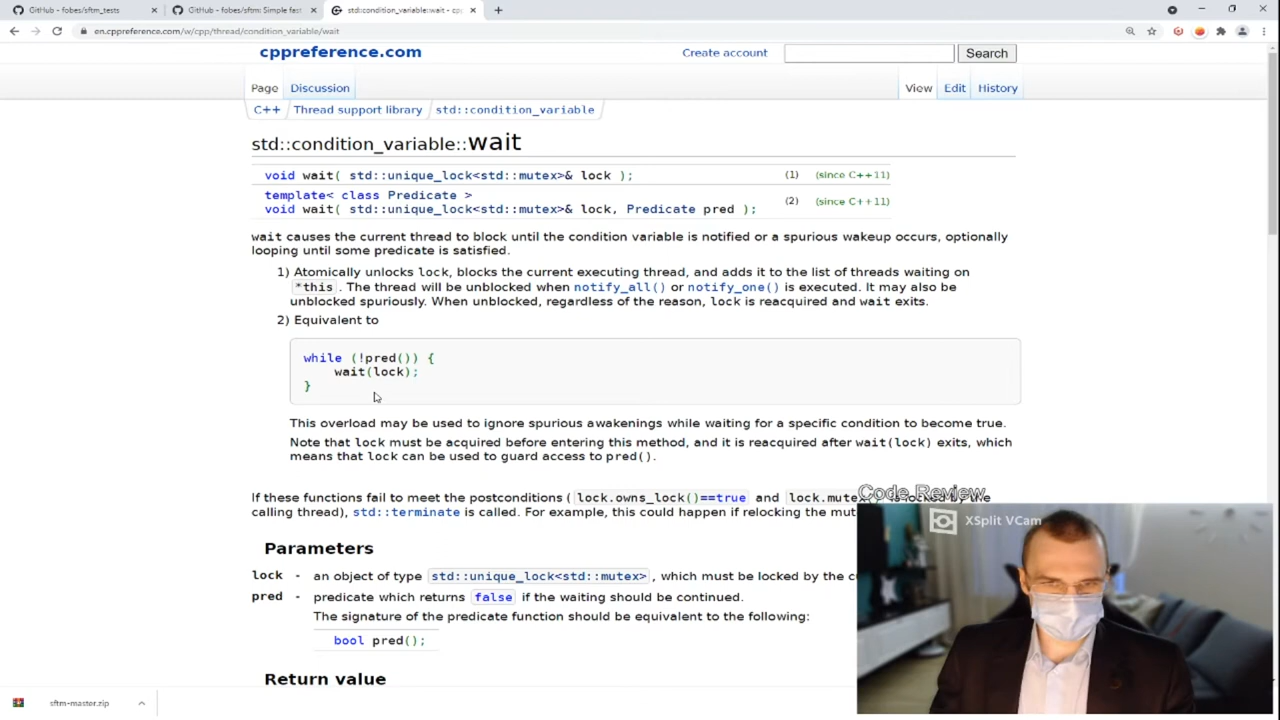 GitHub - fobes/sftm_tests
GitHub - fobes/sftm: Simple fast
std::condition_variable::wait - cpp
en.cppreference.com/w/cpp/thread/condition_variable/wait
cppreference.com
Create account
Search
Page
Discussion
View
Edit
History
C++
Thread support library
std::condition_variable
std::condition_variable::wait
void wait( std::unique_lock<std::mutex>& lock ); (1) (since C++11)
template< class Predicate >
void wait( std::unique_lock<std::mutex>& lock, Predicate pred ); (2) (since C++11)
wait causes the current thread to block until the condition variable is notified or a spurious wakeup occurs, optionally
looping until some predicate is satisfied.
1) Atomically unlocks lock, blocks the current executing thread, and adds it to the list of threads waiting on
*this. The thread will be unblocked when notify_all() or notify_one() is executed. It may also be
unblocked spuriously. When unblocked, regardless of the reason, lock is reacquired and wait exits.
2) Equivalent to
while (!pred()) {
wait(lock);
}
This overload may be used to ignore spurious awakenings while waiting for a specific condition to become true.
Note that lock must be acquired before entering this method, and it is reacquired after wait(lock) exits, which
means that lock can be used to guard access to pred().
If these functions fail to meet the postconditions (lock.owns_lock()==true and lock.mutex() is locked by the
calling thread), std::terminate is called. For example, this could happen if relocking the mut
Code Review
XSplit VCam
Parameters
lock - an object of type std::unique_lock<std::mutex>, which must be locked by the
pred - predicate which returns false if the waiting should be continued.
The signature of the predicate function should be equivalent to the following:
bool pred();
Return value
sftm-master.zip